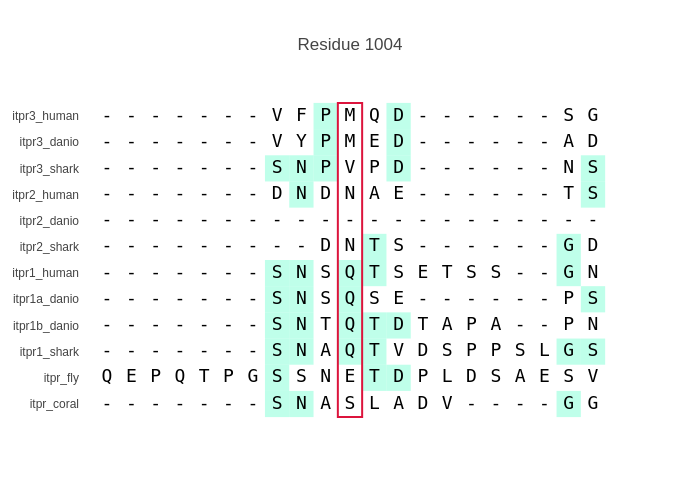 Residue 1004
itpr3_human - - - - - - - V F P M Q D - - - - - - S G
itpr3_danio - - - - - - - V Y P M E D - - - - - - A D
itpr3_shark - - - - - - - S N P V P D - - - - - - N S
itpr2_human - - - - - - - D N D N A E - - - - - - T S
itpr2_danio - - - - - - - - - - - - - - - - - - - - -
itpr2_shark - - - - - - - - - D N T S - - - - - - G D
itpr1_human - - - - - - - S N S Q T S E T S S - - G N
itpr1a_danio - - - - - - - S N S Q S E - - - - - - P S
itpr1b_danio - - - - - - - S N T Q T D T A P A - - P N
itpr1_shark - - - - - - - S N A Q T V D S P P S L G S
itpr_fly Q E P Q T P G S S N E T D P L D S A E S V
itpr_coral - - - - - - - S N A S L A D V - - - - G G